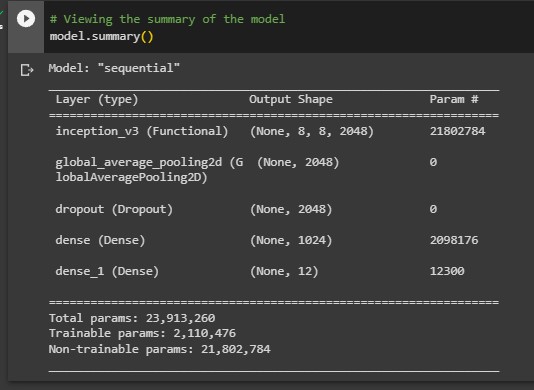 # Viewing the summary of the model
model.summary()
Model: "sequential"
Layer (type) Output Shape Param #
=================================================================
inception_v3 (Functional) (None, 8, 8, 2048) 21802784
global_average_pooling2d (G (None, 2048) 0
lobalAveragePooling2D)
dropout (Dropout) (None, 2048) 0
dense (Dense) (None, 1024) 2098176
dense_1 (Dense) (None, 12) 12300
=================================================================
Total params: 23,913,260
Trainable params: 2,110,476
Non-trainable params: 21,802,784